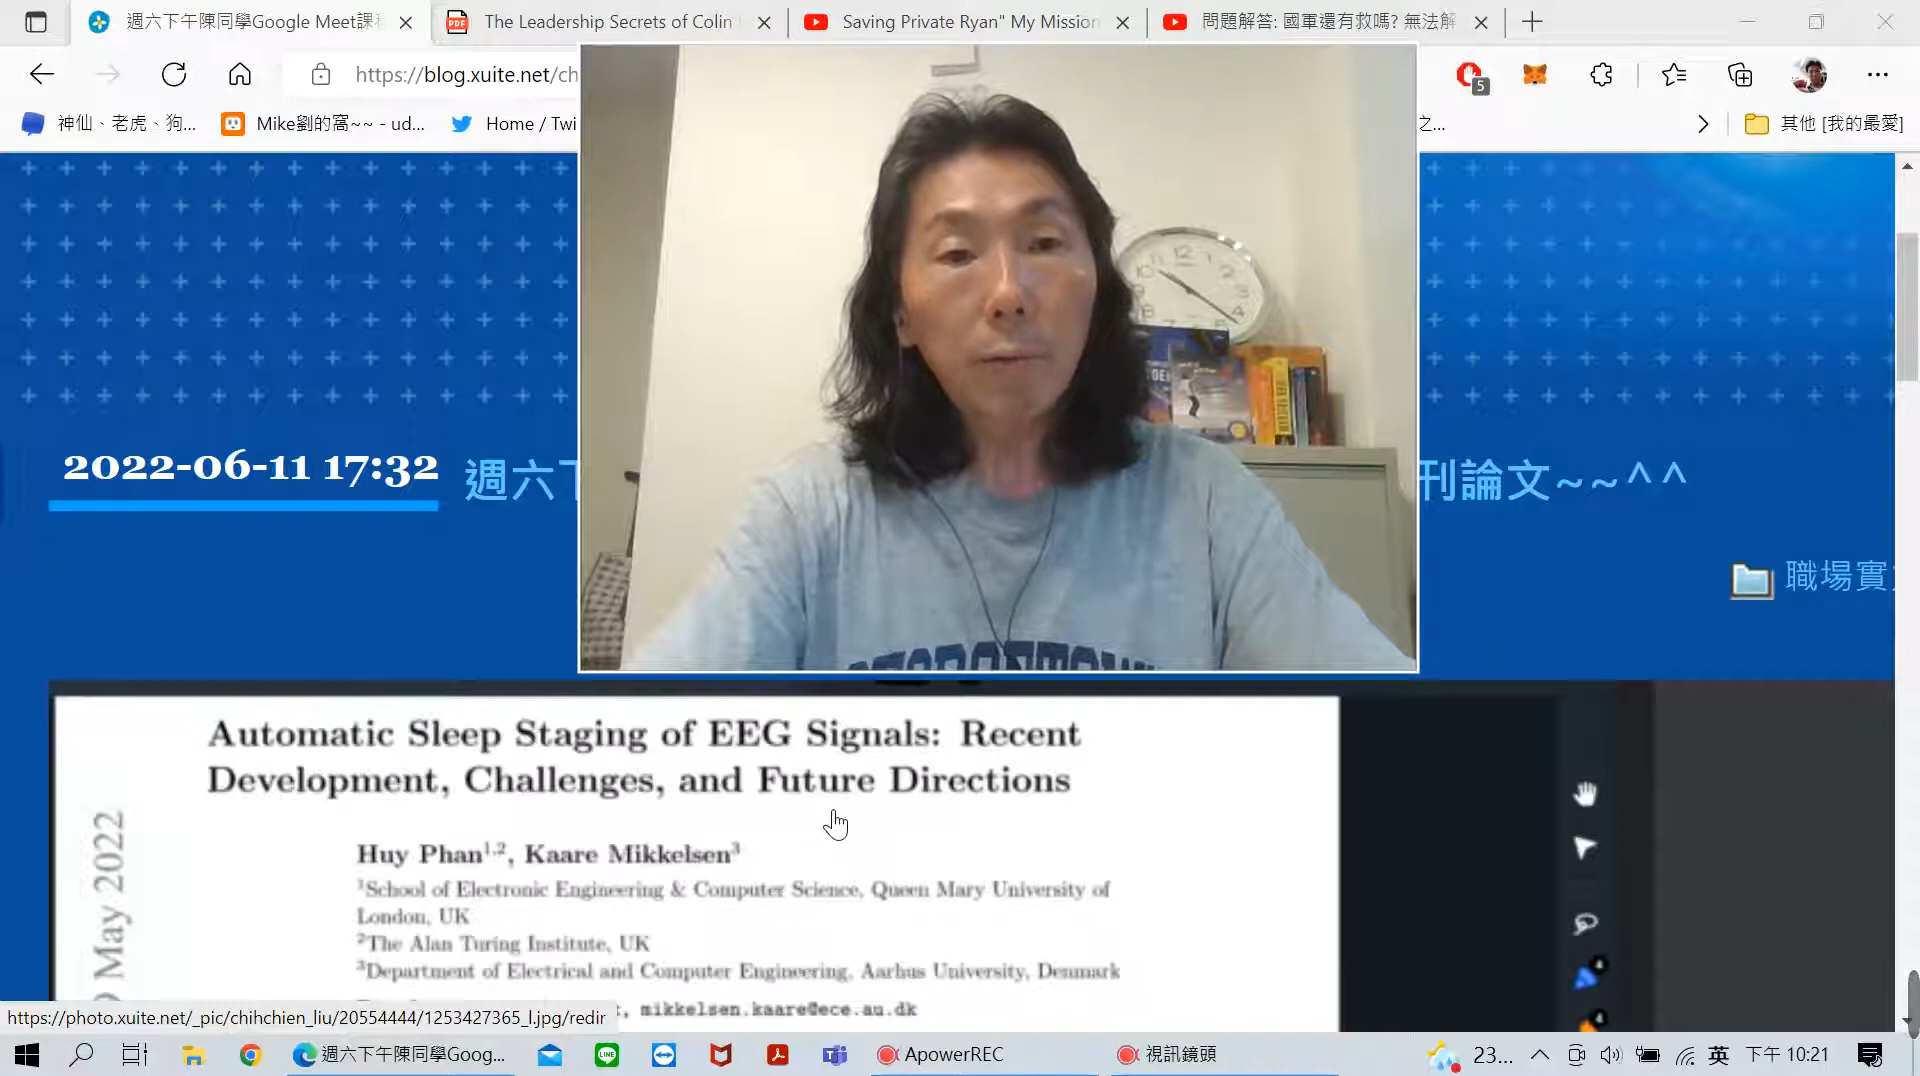 週六下午陳同學Google Meet課程
The Leadership Secrets of Colin
Saving Private Ryan" My Mission
問題解答: 國軍還有救嗎? 無法解
https://blog.xuite.net/ch
5
神仙、老虎、狗...
Mike劉的窩~~ - ud...
Home / Twi
之...
其他 [我的最愛]
12
10
4
2022-06-11 17:32
週六下
刊論文~~^^
職場實
Automatic Sleep Staging of EEG Signals: Recent
Development, Challenges, and Future Directions
May 2022
Huy Phan1,2, Kaare Mikkelsen3
1School of Electronic Engineering & Computer Science, Queen Mary University of
London, UK
2The Alan Turing Institute, UK
3Department of Electrical and Computer Engineering, Aarhus University, Denmark
t, mikkelsen.kaare@ece.au.dk
https://photo.xuite.net/_pic/chihchien_liu/20554444/1253427365_l.jpg/redir
週六下午陳同學Goog...
LINE
ApowerREC
視訊鏡頭
23...
英
下午 10:21